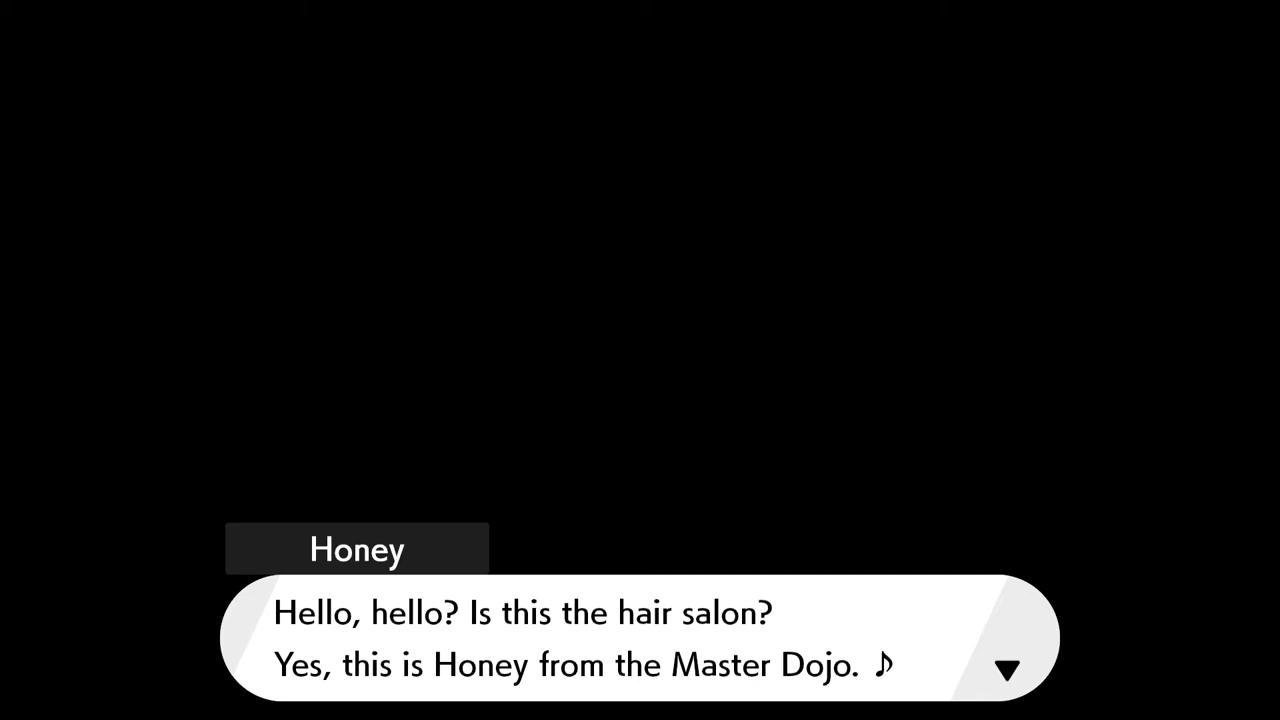 Honey
Hello, hello? Is this the hair salon?
Yes, this is Honey from the Master Dojo. ♪